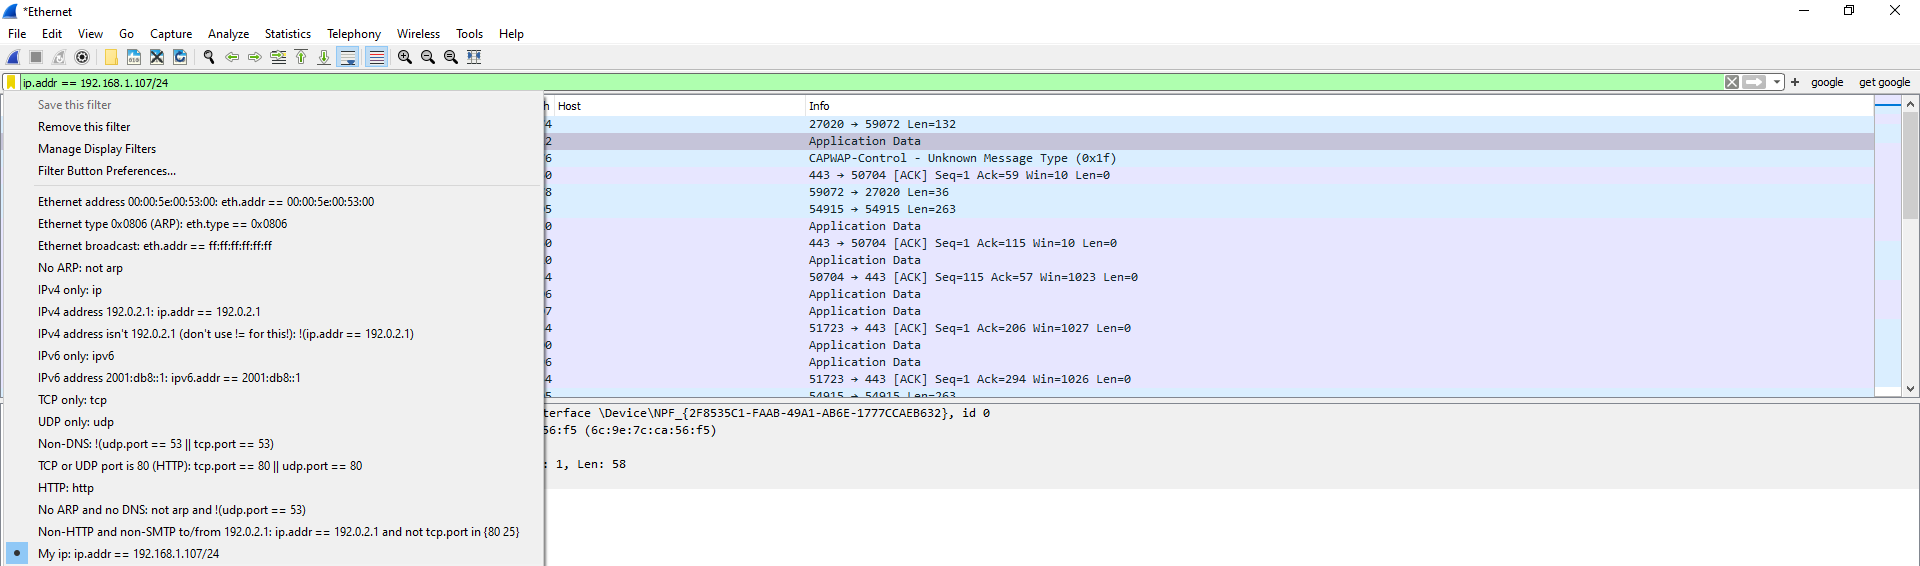 *Ethernet
File Edit View Go Capture Analyze Statistics Telephony Wireless Tools Help
ip.addr == 192.168.1.107/24
+ google get google
Save this filter
Remove this filter
Manage Display Filters
Filter Button Preferences...
Ethernet address 00:00:5e:00:53:00: eth.addr == 00:00:5e:00:53:00
Ethernet type 0x0806 (ARP): eth.type == 0x0806
Ethernet broadcast: eth.addr == ff:ff:ff:ff:ff:ff
No ARP: not arp
IPv4 only: ip
IPv4 address 192.0.2.1: ip.addr == 192.0.2.1
IPv4 address isn't 192.0.2.1 (don't use != for this!): !(ip.addr == 192.0.2.1)
IPv6 only: ipv6
IPv6 address 2001:db8::1: ipv6.addr == 2001:db8::1
TCP only: tcp
UDP only: udp
Non-DNS: !(udp.port == 53 || tcp.port == 53)
TCP or UDP port is 80 (HTTP): tcp.port == 80 || udp.port == 80
HTTP: http
No ARP and no DNS: not arp and !(udp.port == 53)
Non-HTTP and non-SMTP to/from 192.0.2.1: ip.addr == 192.0.2.1 and not tcp.port in {80 25}
My ip: ip.addr == 192.168.1.107/24
h Host Info
4 27020 → 59072 Len=132
2 Application Data
6 CAPWAP-Control - Unknown Message Type (0x1f)
0 443 → 50704 [ACK] Seq=1 Ack=59 Win=10 Len=0
8 59072 → 27020 Len=36
5 54915 → 54915 Len=263
0 Application Data
0 443 → 50704 [ACK] Seq=1 Ack=115 Win=10 Len=0
0 Application Data
4 50704 → 443 [ACK] Seq=115 Ack=57 Win=1023 Len=0
6 Application Data
7 Application Data
4 51723 → 443 [ACK] Seq=1 Ack=206 Win=1027 Len=0
0 Application Data
6 Application Data
4 51723 → 443 [ACK] Seq=1 Ack=294 Win=1026 Len=0
5 54915 → 54915 Len=263
terface \Device\NPF_{2F8535C1-FAAB-49A1-AB6E-1777CCAEB632}, id 0
56:f5 (6c:9e:7c:ca:56:f5)
: 1, Len: 58